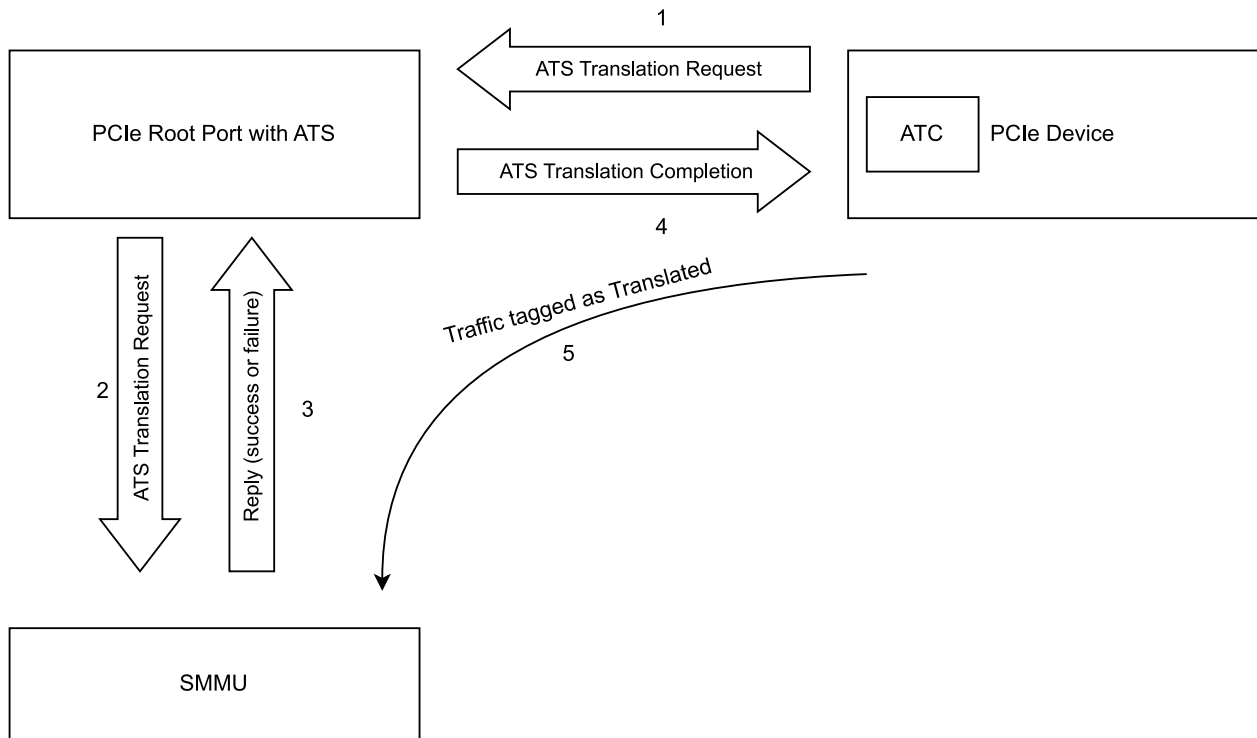 1
ATS Translation Request
PCIe Root Port with ATS
ATC
PCIe Device
ATS Translation Completion
4
Traffic tagged as Translated
5
2
ATS Translation Request
Reply (success or failure)
3
SMMU